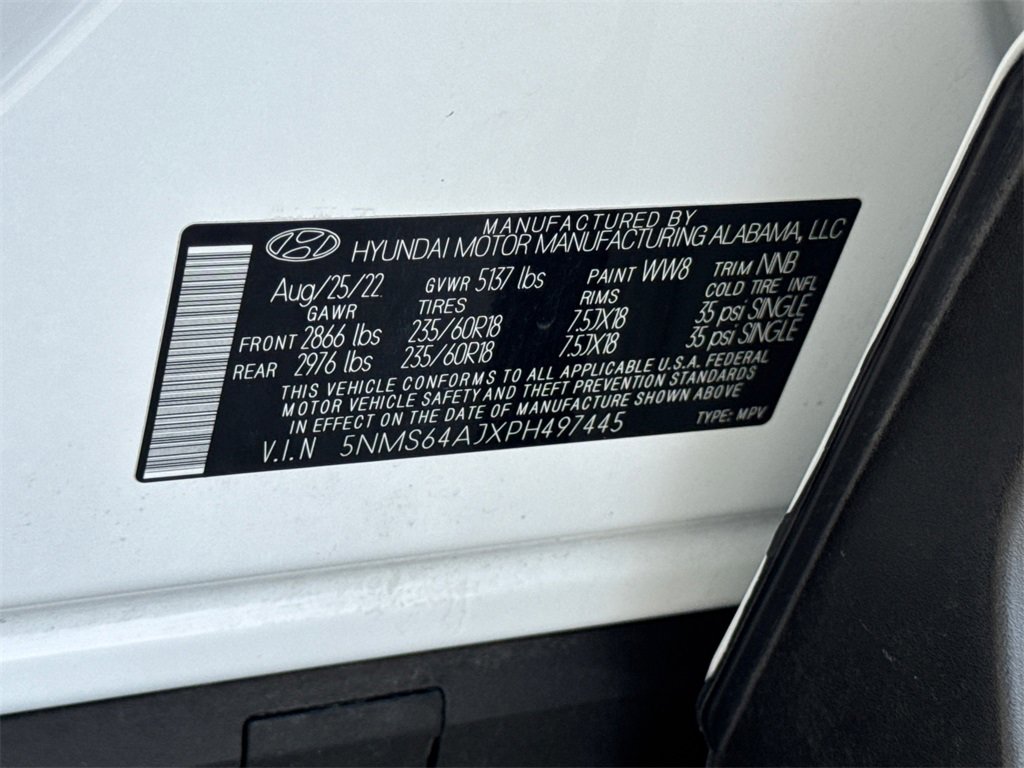 MANUFACTURED BY
HYUNDAI MOTOR MANUFACTURING ALABAMA, LLC
Aug/25/22 GVWR 5137 lbs PAINT WW8 TRIM NNB
GAWR TIRES RIMS COLD TIRE INFL
FRONT 2866 lbs 235/60R18 7.5JX18 35 psi SINGLE
REAR 2976 lbs 235/60R18 7.5JX18 35 psi SINGLE
THIS VEHICLE CONFORMS TO ALL APPLICABLE U.S.A. FEDERAL
MOTOR VEHICLE SAFETY AND THEFT PREVENTION STANDARDS
IN EFFECT ON THE DATE OF MANUFACTURE SHOWN ABOVE
V.I.N 5NMS64AJXPH497445 TYPE: MPV